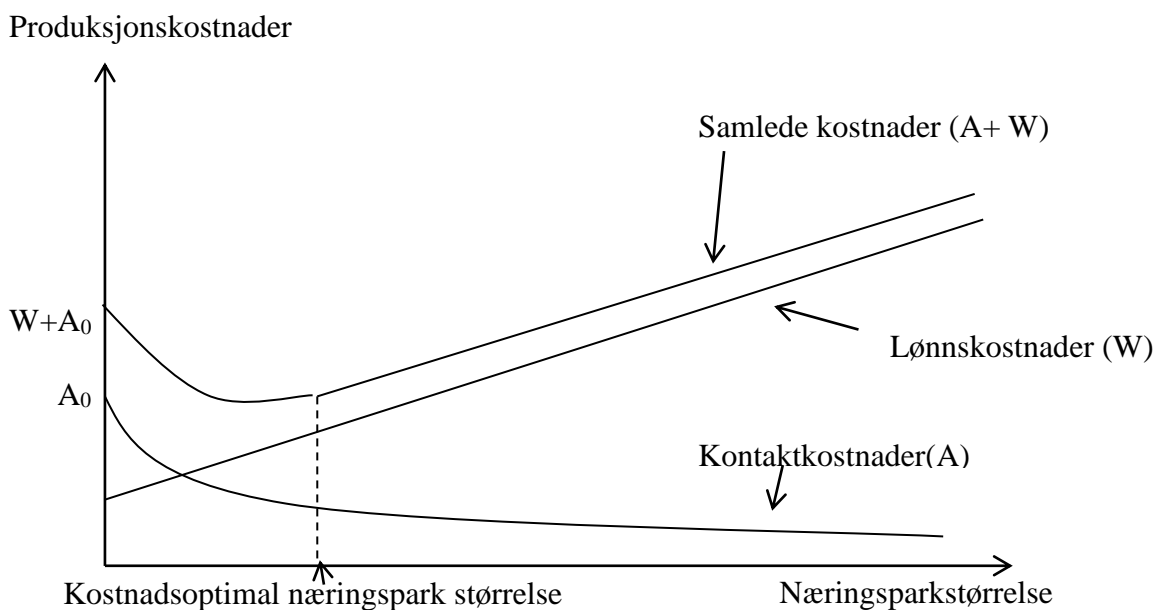 Produksjonskostnader
Samlede kostnader (A+ W)
W+A₀
Lønnskostnader (W)
A₀
Kontaktkostnader(A)
Kostnadsoptimal næringspark størrelse
Næringsparkstørrelse